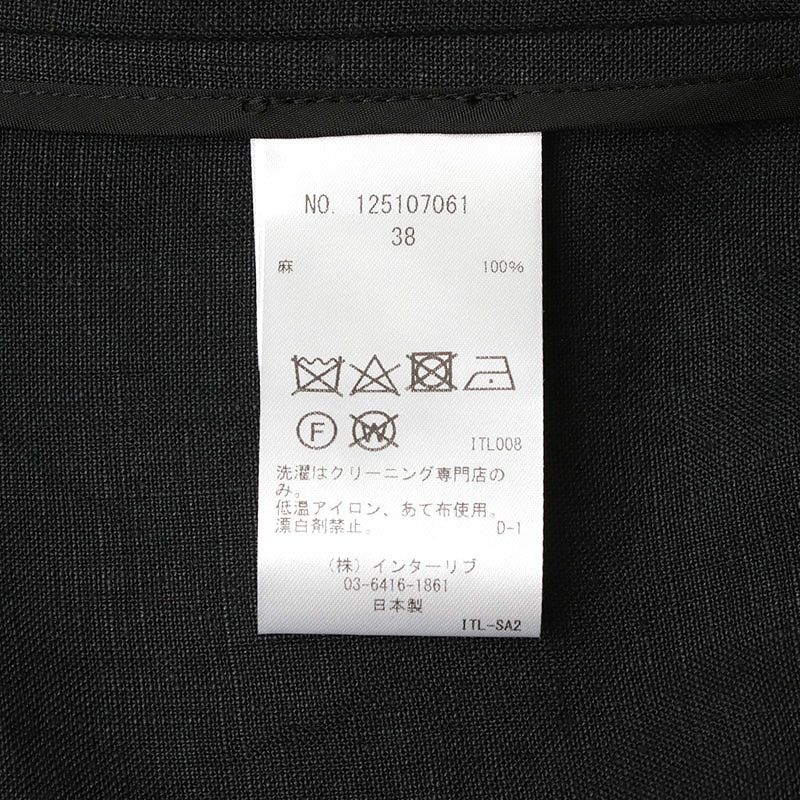 NO. 125107061
38
麻 100%
F W
ITL008
洗濯はクリーニング専門店の
み。
低温アイロン、あて布使用。
漂白剤禁止。 D-1
(株)インターリブ
03-6416-1861
日本製
ITL-SA2